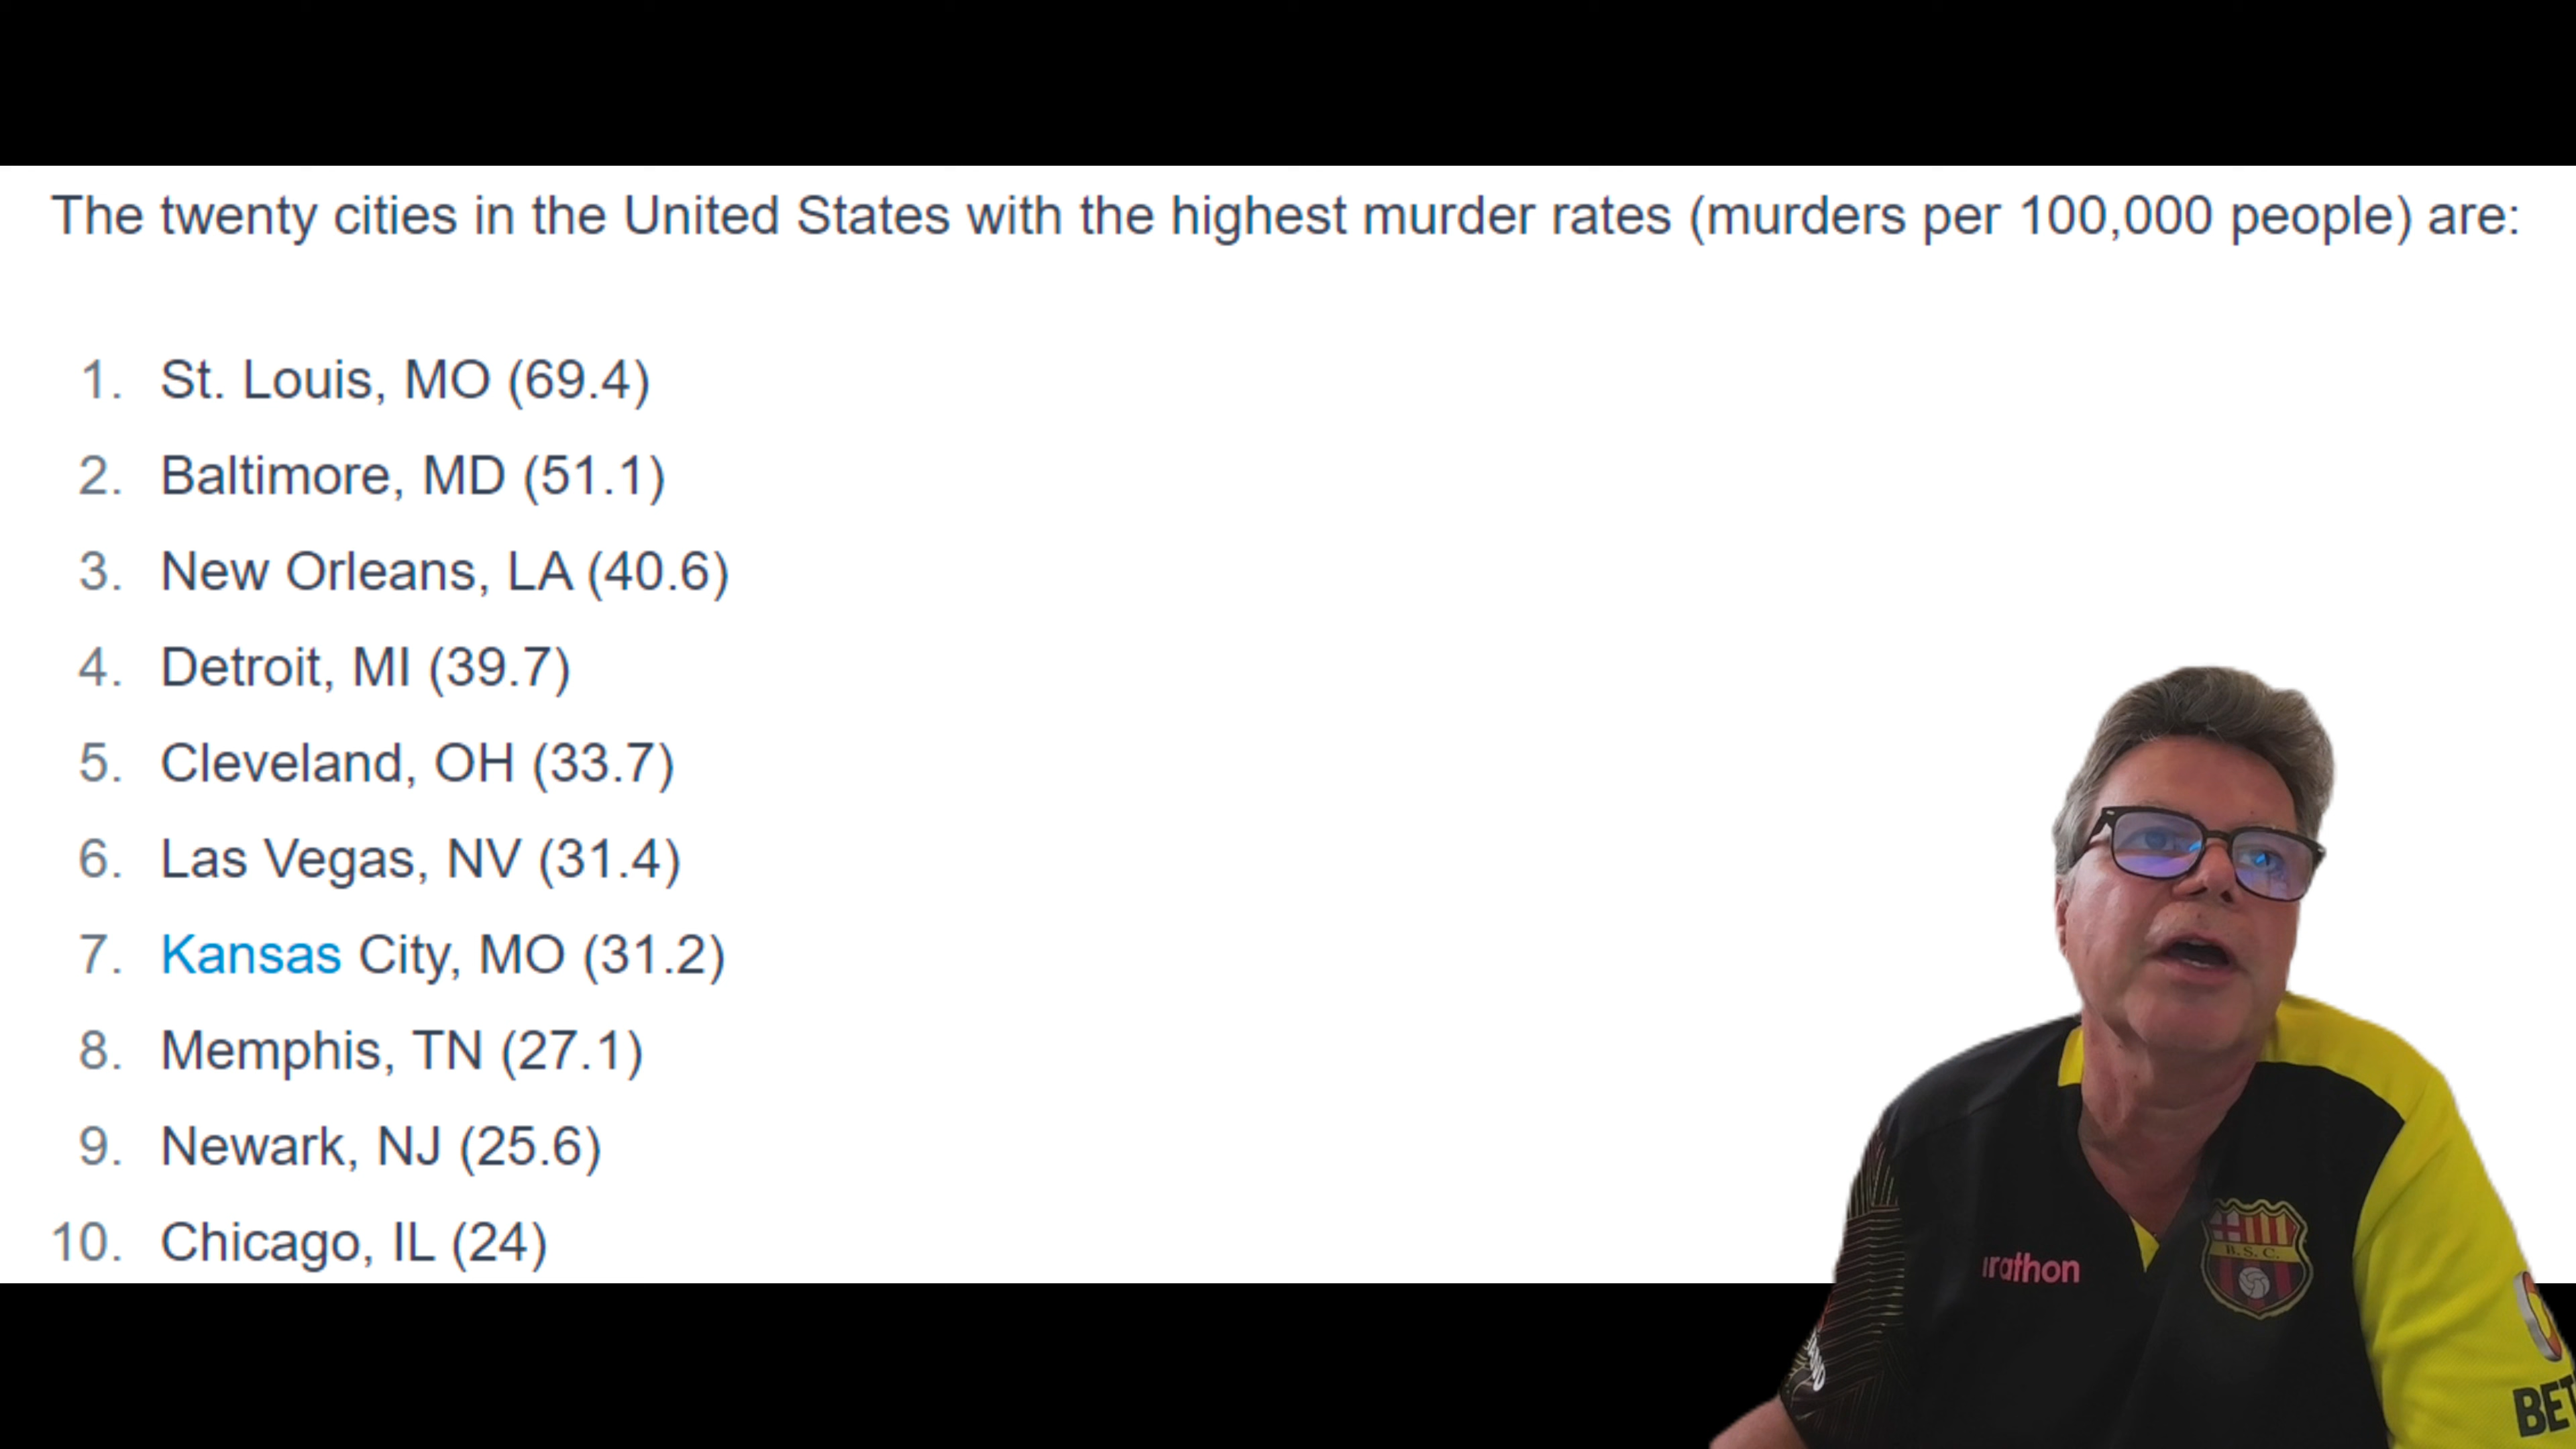 The twenty cities in the United States with the highest murder rates (murders per 100,000 people) are:
1. St. Louis, MO (69.4)
2. Baltimore, MD (51.1)
3. New Orleans, LA (40.6)
4. Detroit, MI (39.7)
5. Cleveland, OH (33.7)
6. Las Vegas, NV (31.4)
7. Kansas City, MO (31.2)
8. Memphis, TN (27.1)
9. Newark, NJ (25.6)
10. Chicago, IL (24)
B.S.C.
rathon
BET